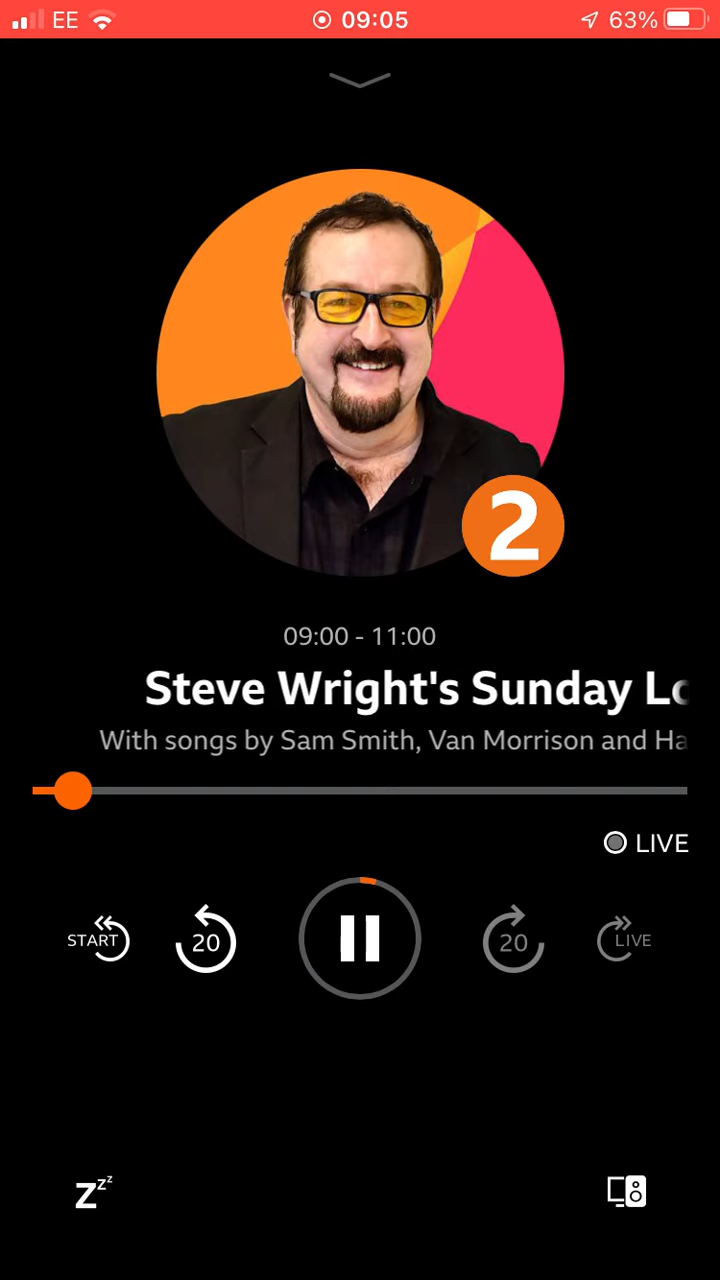 EE 09:05 63%
2
09:00 - 11:00
Steve Wright's Sunday Lo
With songs by Sam Smith, Van Morrison and Ha
LIVE
START 20 20 LIVE
Zzz